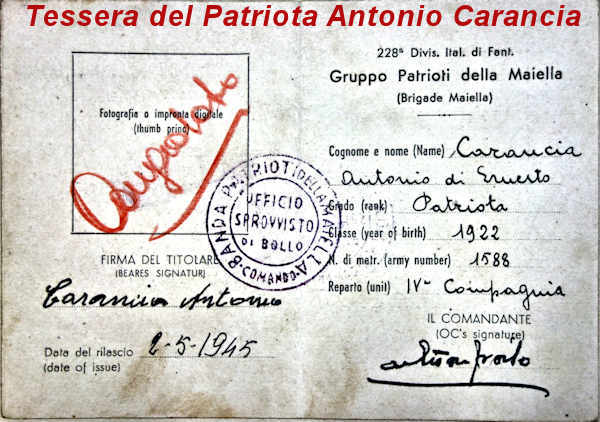 Tessera del Patriota Antonio Carancia
Fotografia o impronta digitale
(thumb prind)
Congedato
FIRMA DEL TITOLARE
(BEARES SIGNATUR)
Carancia Antonio
Data del rilascio 2-5-1945
(date of issue)
BANDA PATRIOTI DELLA MAIELLA
COMANDO
UFFICIO
SPROVVISTO
DI BOLLO
228ª Divis. Ital. di Fant.
Gruppo Patrioti della Maiella
(Brigade Maiella)
Cognome e nome (Name) Carancia
Antonio di Ernesto
Grado (rank) Patriota
Classe (year of birth) 1922
N. di matr. (army number) 1588
Reparto (unit) IVª Compagnia
IL COMANDANTE
(OC's signature)